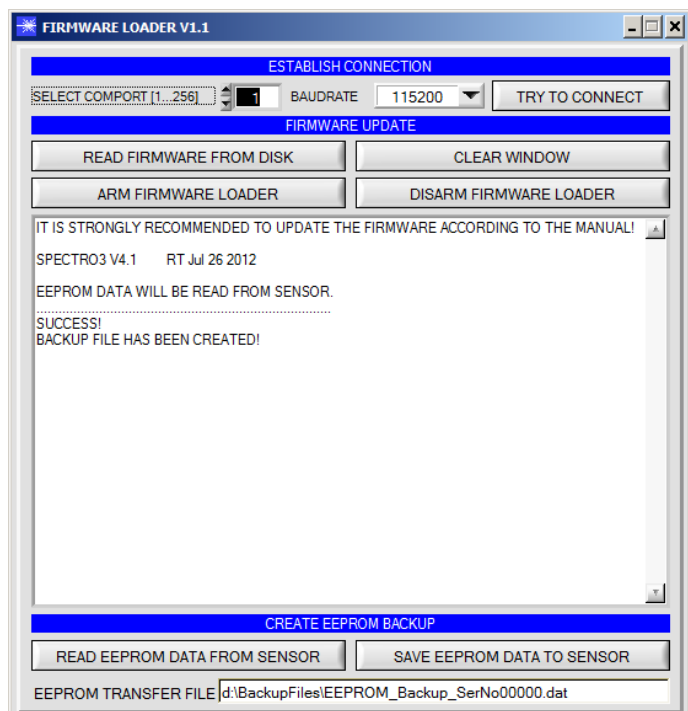 FIRMWARE LOADER V1.1
ESTABLISH CONNECTION
SELECT COMPORT [1...256] 1 BAUDRATE 115200 TRY TO CONNECT
FIRMWARE UPDATE
READ FIRMWARE FROM DISK CLEAR WINDOW
ARM FIRMWARE LOADER DISARM FIRMWARE LOADER
IT IS STRONGLY RECOMMENDED TO UPDATE THE FIRMWARE ACCORDING TO THE MANUAL!
SPECTRO3 V4.1 RT Jul 26 2012
EEPROM DATA WILL BE READ FROM SENSOR.
................................................................................
SUCCESS!
BACKUP FILE HAS BEEN CREATED!
CREATE EEPROM BACKUP
READ EEPROM DATA FROM SENSOR SAVE EEPROM DATA TO SENSOR
EEPROM TRANSFER FILE d:\BackupFiles\EEPROM_Backup_SerNo00000.dat